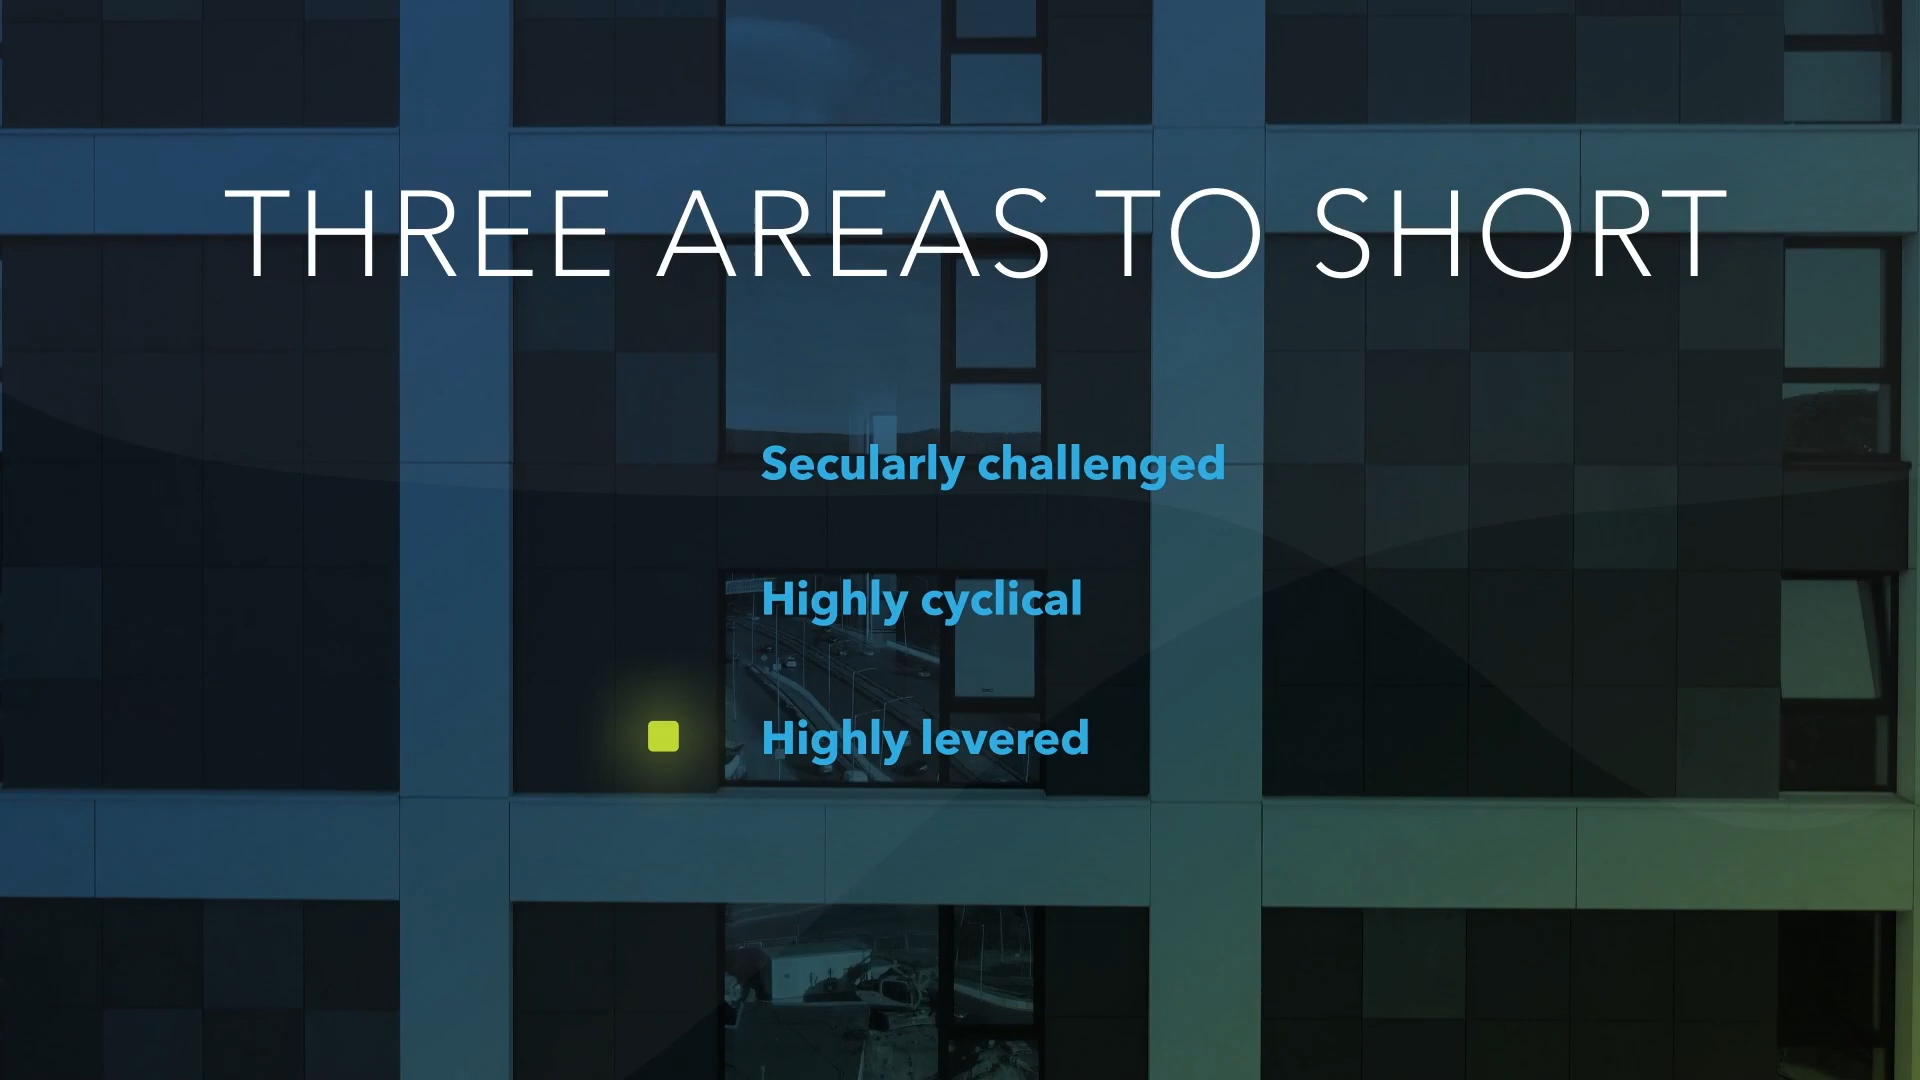 THREE AREAS TO SHORT
Secularly challenged
Highly cyclical
Highly levered